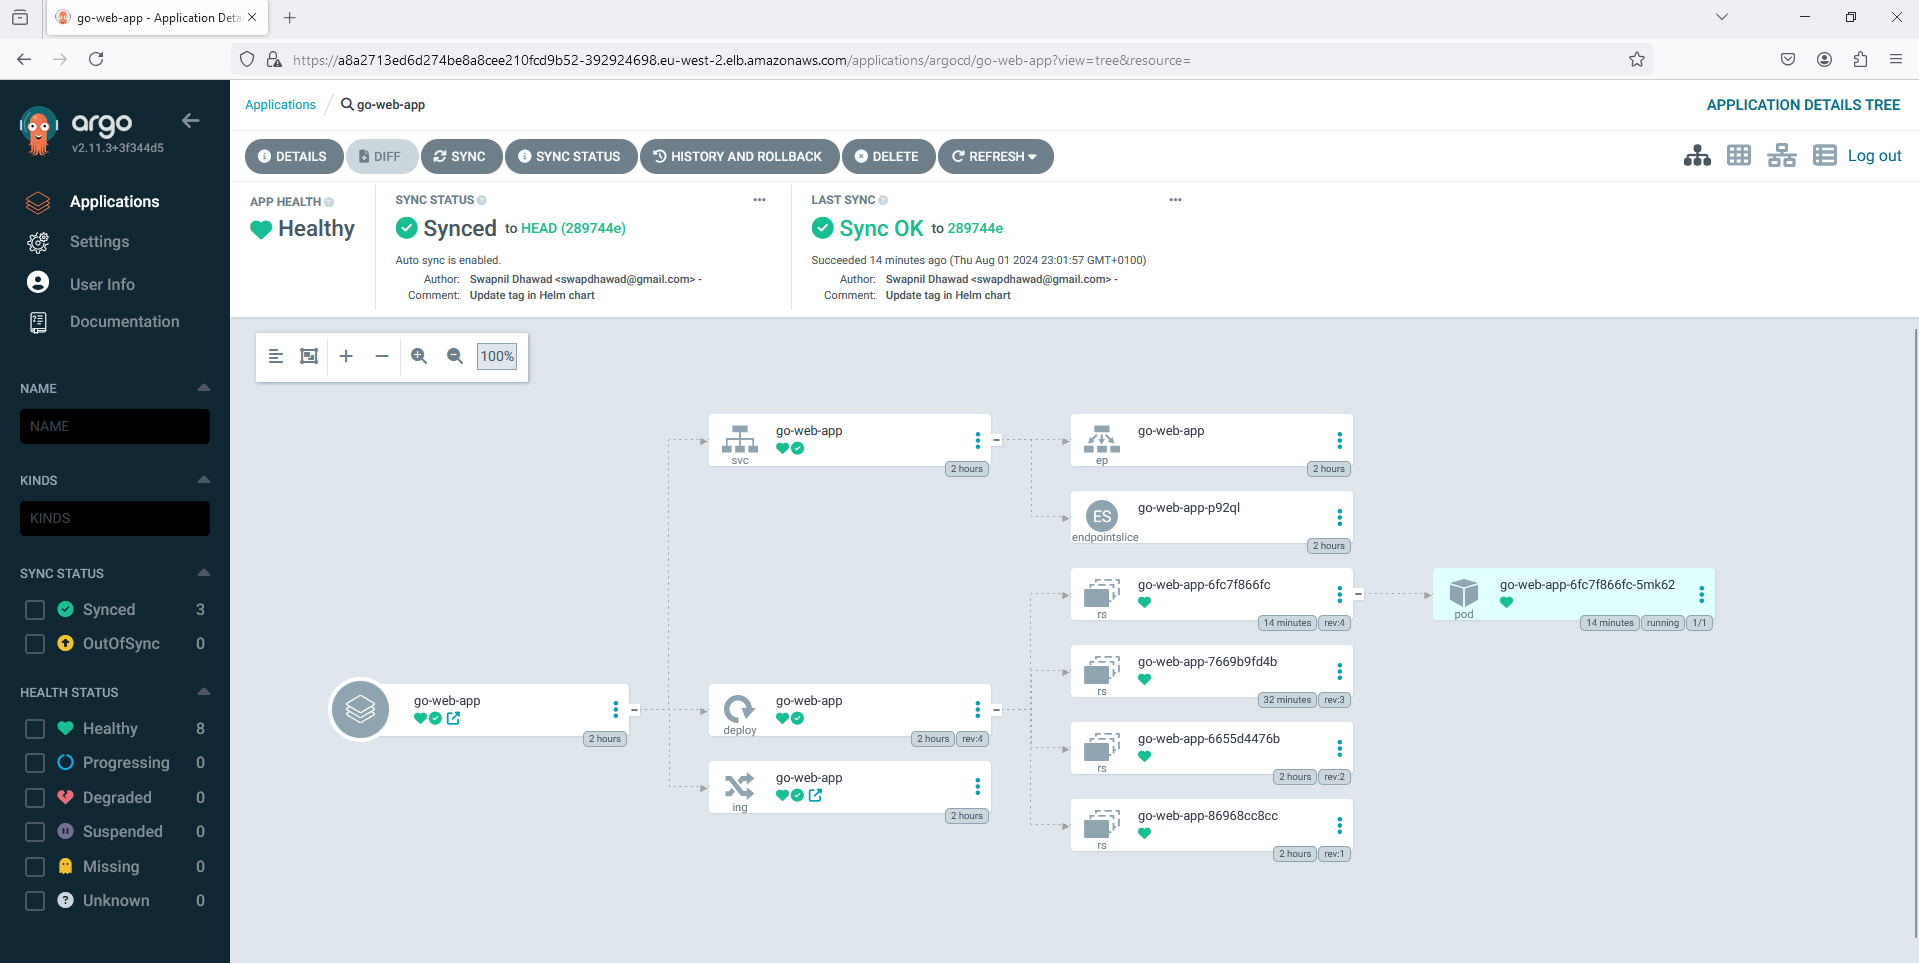 go-web-app - Application Deta
https://a8a2713ed6d274be8a8cee210fcd9b52-392924698.eu-west-2.elb.amazonaws.com/applications/argocd/go-web-app?view=tree&resource=
argo
v2.11.3+3f344d5
Applications
Settings
User Info
Documentation
NAME
NAME
KINDS
KINDS
SYNC STATUS
Synced 3
OutOfSync 0
HEALTH STATUS
Healthy 8
Progressing 0
Degraded 0
Suspended 0
Missing 0
Unknown 0
Applications / go-web-app
APPLICATION DETAILS TREE
DETAILS DIFF SYNC SYNC STATUS HISTORY AND ROLLBACK DELETE REFRESH
Log out
APP HEALTH
Healthy
SYNC STATUS
Synced to HEAD (289744e)
Auto sync is enabled.
Author: Swapnil Dhawad <swapdhawad@gmail.com> -
Comment: Update tag in Helm chart
LAST SYNC
Sync OK to 289744e
Succeeded 14 minutes ago (Thu Aug 01 2024 23:01:57 GMT+0100)
Author: Swapnil Dhawad <swapdhawad@gmail.com> -
Comment: Update tag in Helm chart
100%
go-web-app
2 hours
svc
go-web-app
2 hours
deploy
go-web-app
2 hours rev:4
ing
go-web-app
2 hours
ep
go-web-app
2 hours
ES
endpointslice
go-web-app-p92ql
2 hours
rs
go-web-app-6fc7f866fc
14 minutes rev:4
rs
go-web-app-7669b9fd4b
32 minutes rev:3
rs
go-web-app-6655d4476b
2 hours rev:2
rs
go-web-app-86968cc8cc
2 hours rev:1
pod
go-web-app-6fc7f866fc-5mk62
14 minutes running 1/1